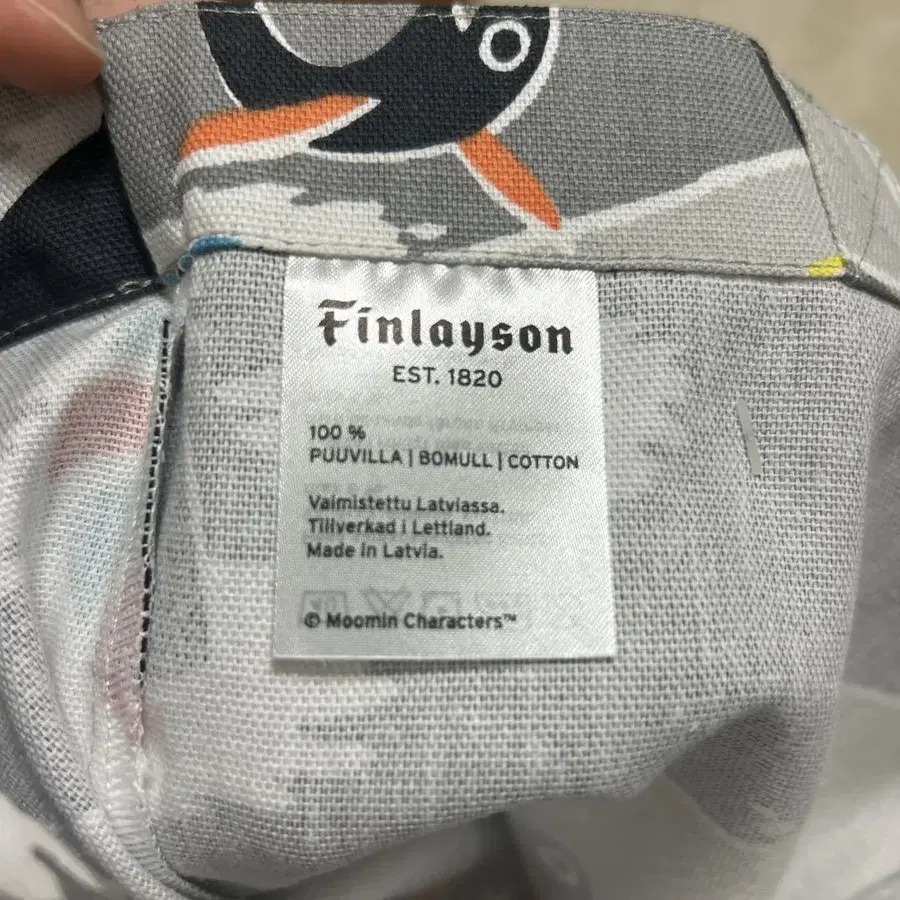 Finlayson
EST. 1820
100 %
PUUVILLA | BOMULL | COTTON
Valmistettu Latviassa.
Tillverkad i Lettland.
Made in Latvia.
© Moomin Characters™